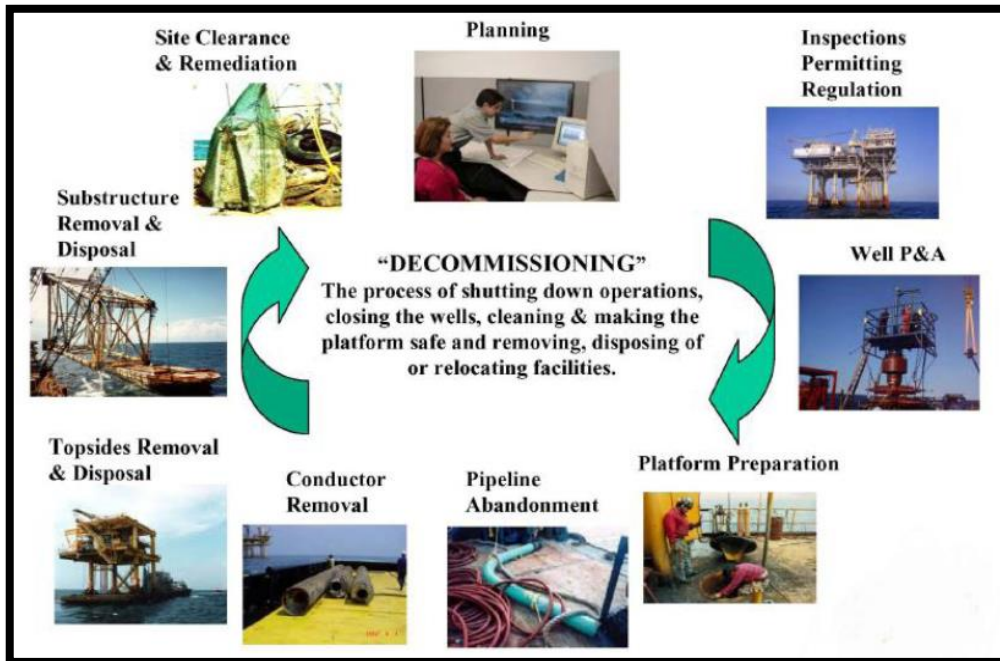 Planning
Inspections
Permitting
Regulation
Well P&A
Platform Preparation
Pipeline
Abandonment
Conductor
Removal
Topsides Removal
& Disposal
Substructure
Removal &
Disposal
Site Clearance
& Remediation
“DECOMMISSIONING”
The process of shutting down operations,
closing the wells, cleaning & making the
platform safe and removing, disposing of
or relocating facilities.